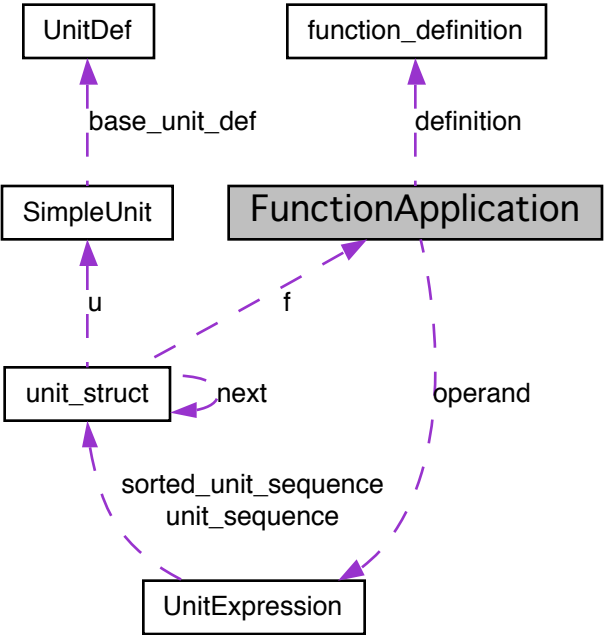 UnitDef
function_definition
base_unit_def
definition
SimpleUnit
FunctionApplication
u
f
unit_struct
next
operand
sorted_unit_sequence
unit_sequence
UnitExpression